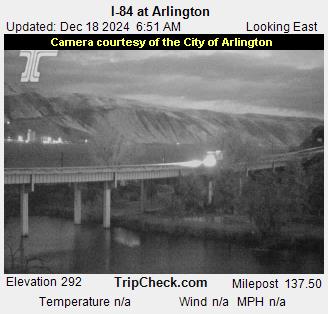 I-84 at Arlington
Updated: Dec 18 2024 6:51 AM Looking East
Camera courtesy of the City of Arlington
Elevation 292 TripCheck.com Milepost 137.50
Temperature n/a Wind n/a MPH n/a